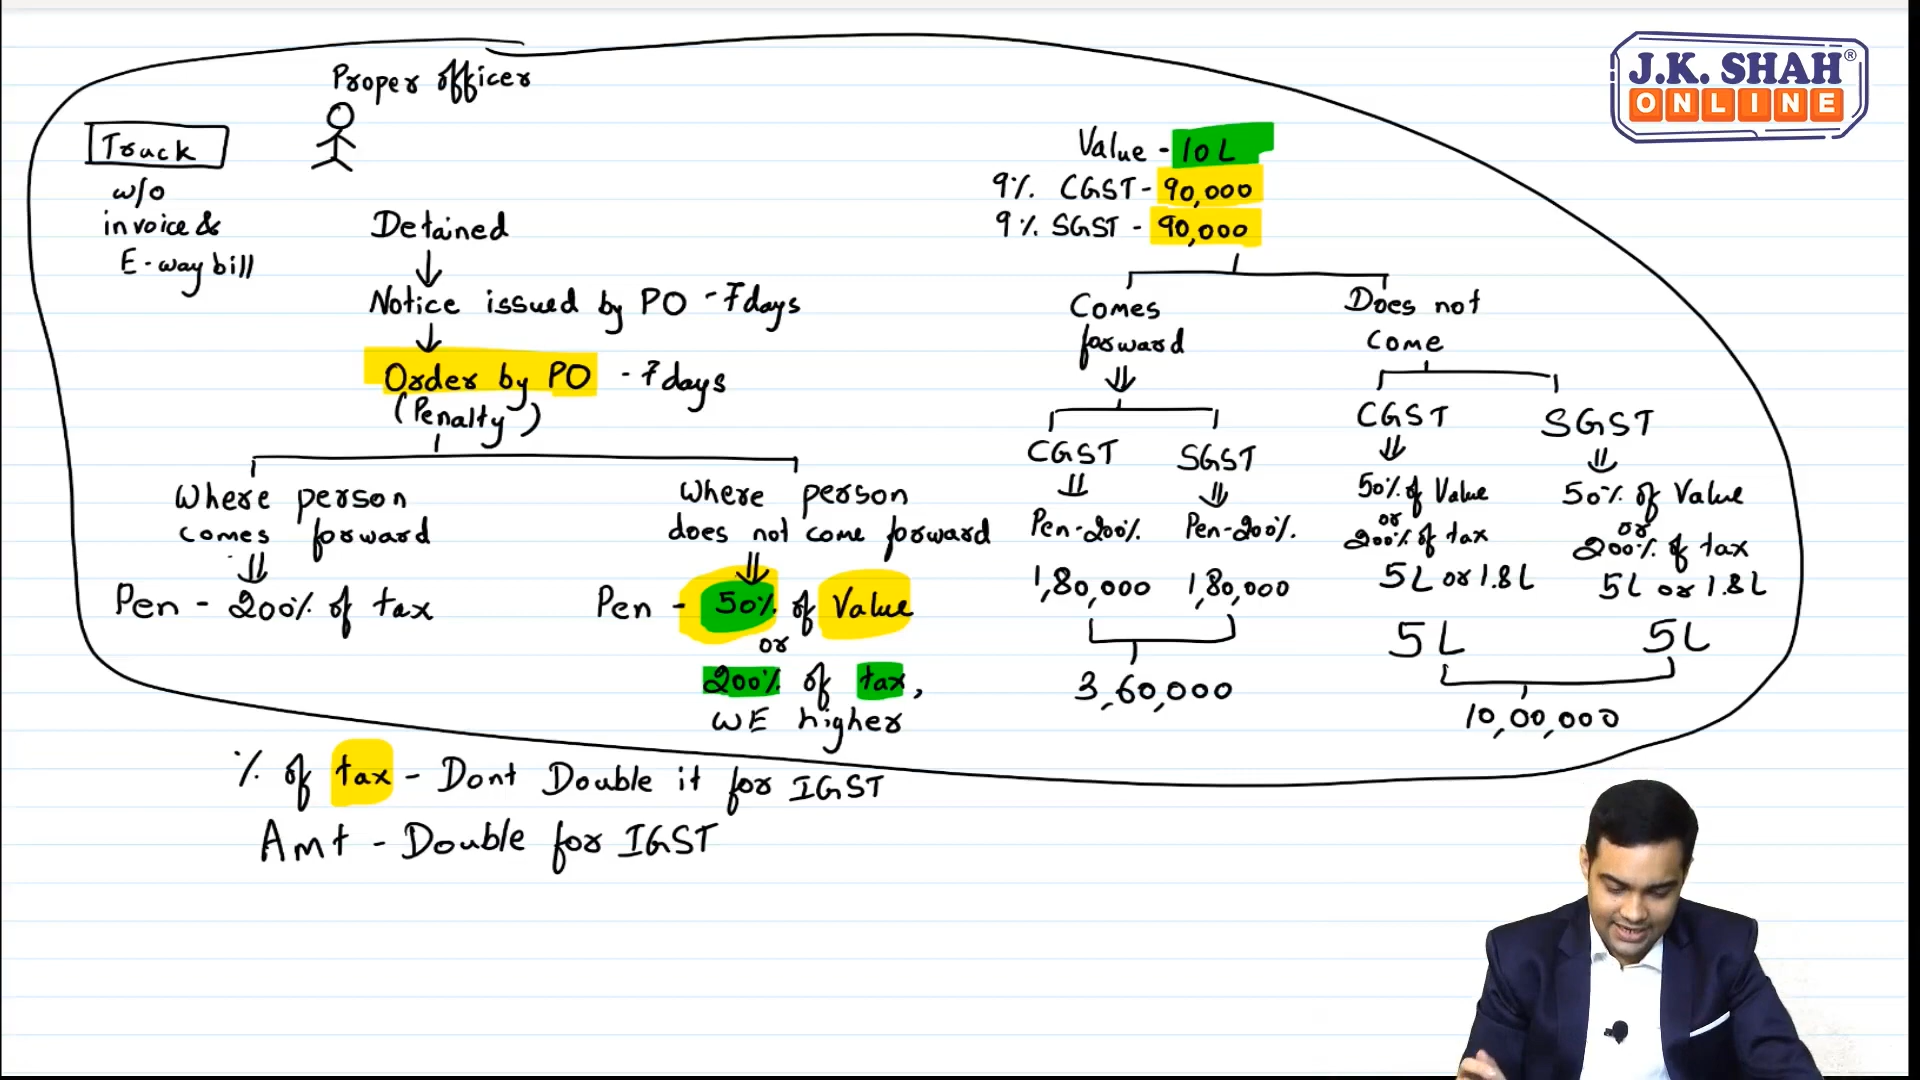 Proper officer
Truck
w/o
invoice &
E-way bill
Detained
Notice issued by PO - 7 days
Order by PO - 7 days
(Penalty)
Where person
comes forward
Pen - 200% of tax
Where person
does not come forward
Pen - 50% of Value
or
200% of tax,
WE higher
% of tax - Dont Double it for IGST
Amt - Double for IGST
Value - 10 L
9% CGST - 90,000
9% SGST - 90,000
Comes
forward
CGST
Pen-200%
1,80,000
SGST
Pen-200%.
1,80,000
3,60,000
Does not
come
CGST
50% of Value
or
200% of tax
5L or 1.8L
5L
SGST
50% of Value
or
200% of tax
5L or 1.8L
5L
10,00,000
J.K. SHAH®
ONLINE